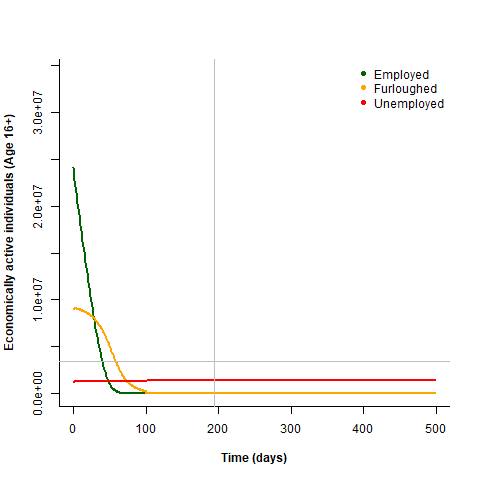 Employed
Furloughed
Unemployed
Economically active individuals (Age 16+)
3.0e+07
2.0e+07
1.0e+07
0.0e+00
0 100 200 300 400 500
Time (days)